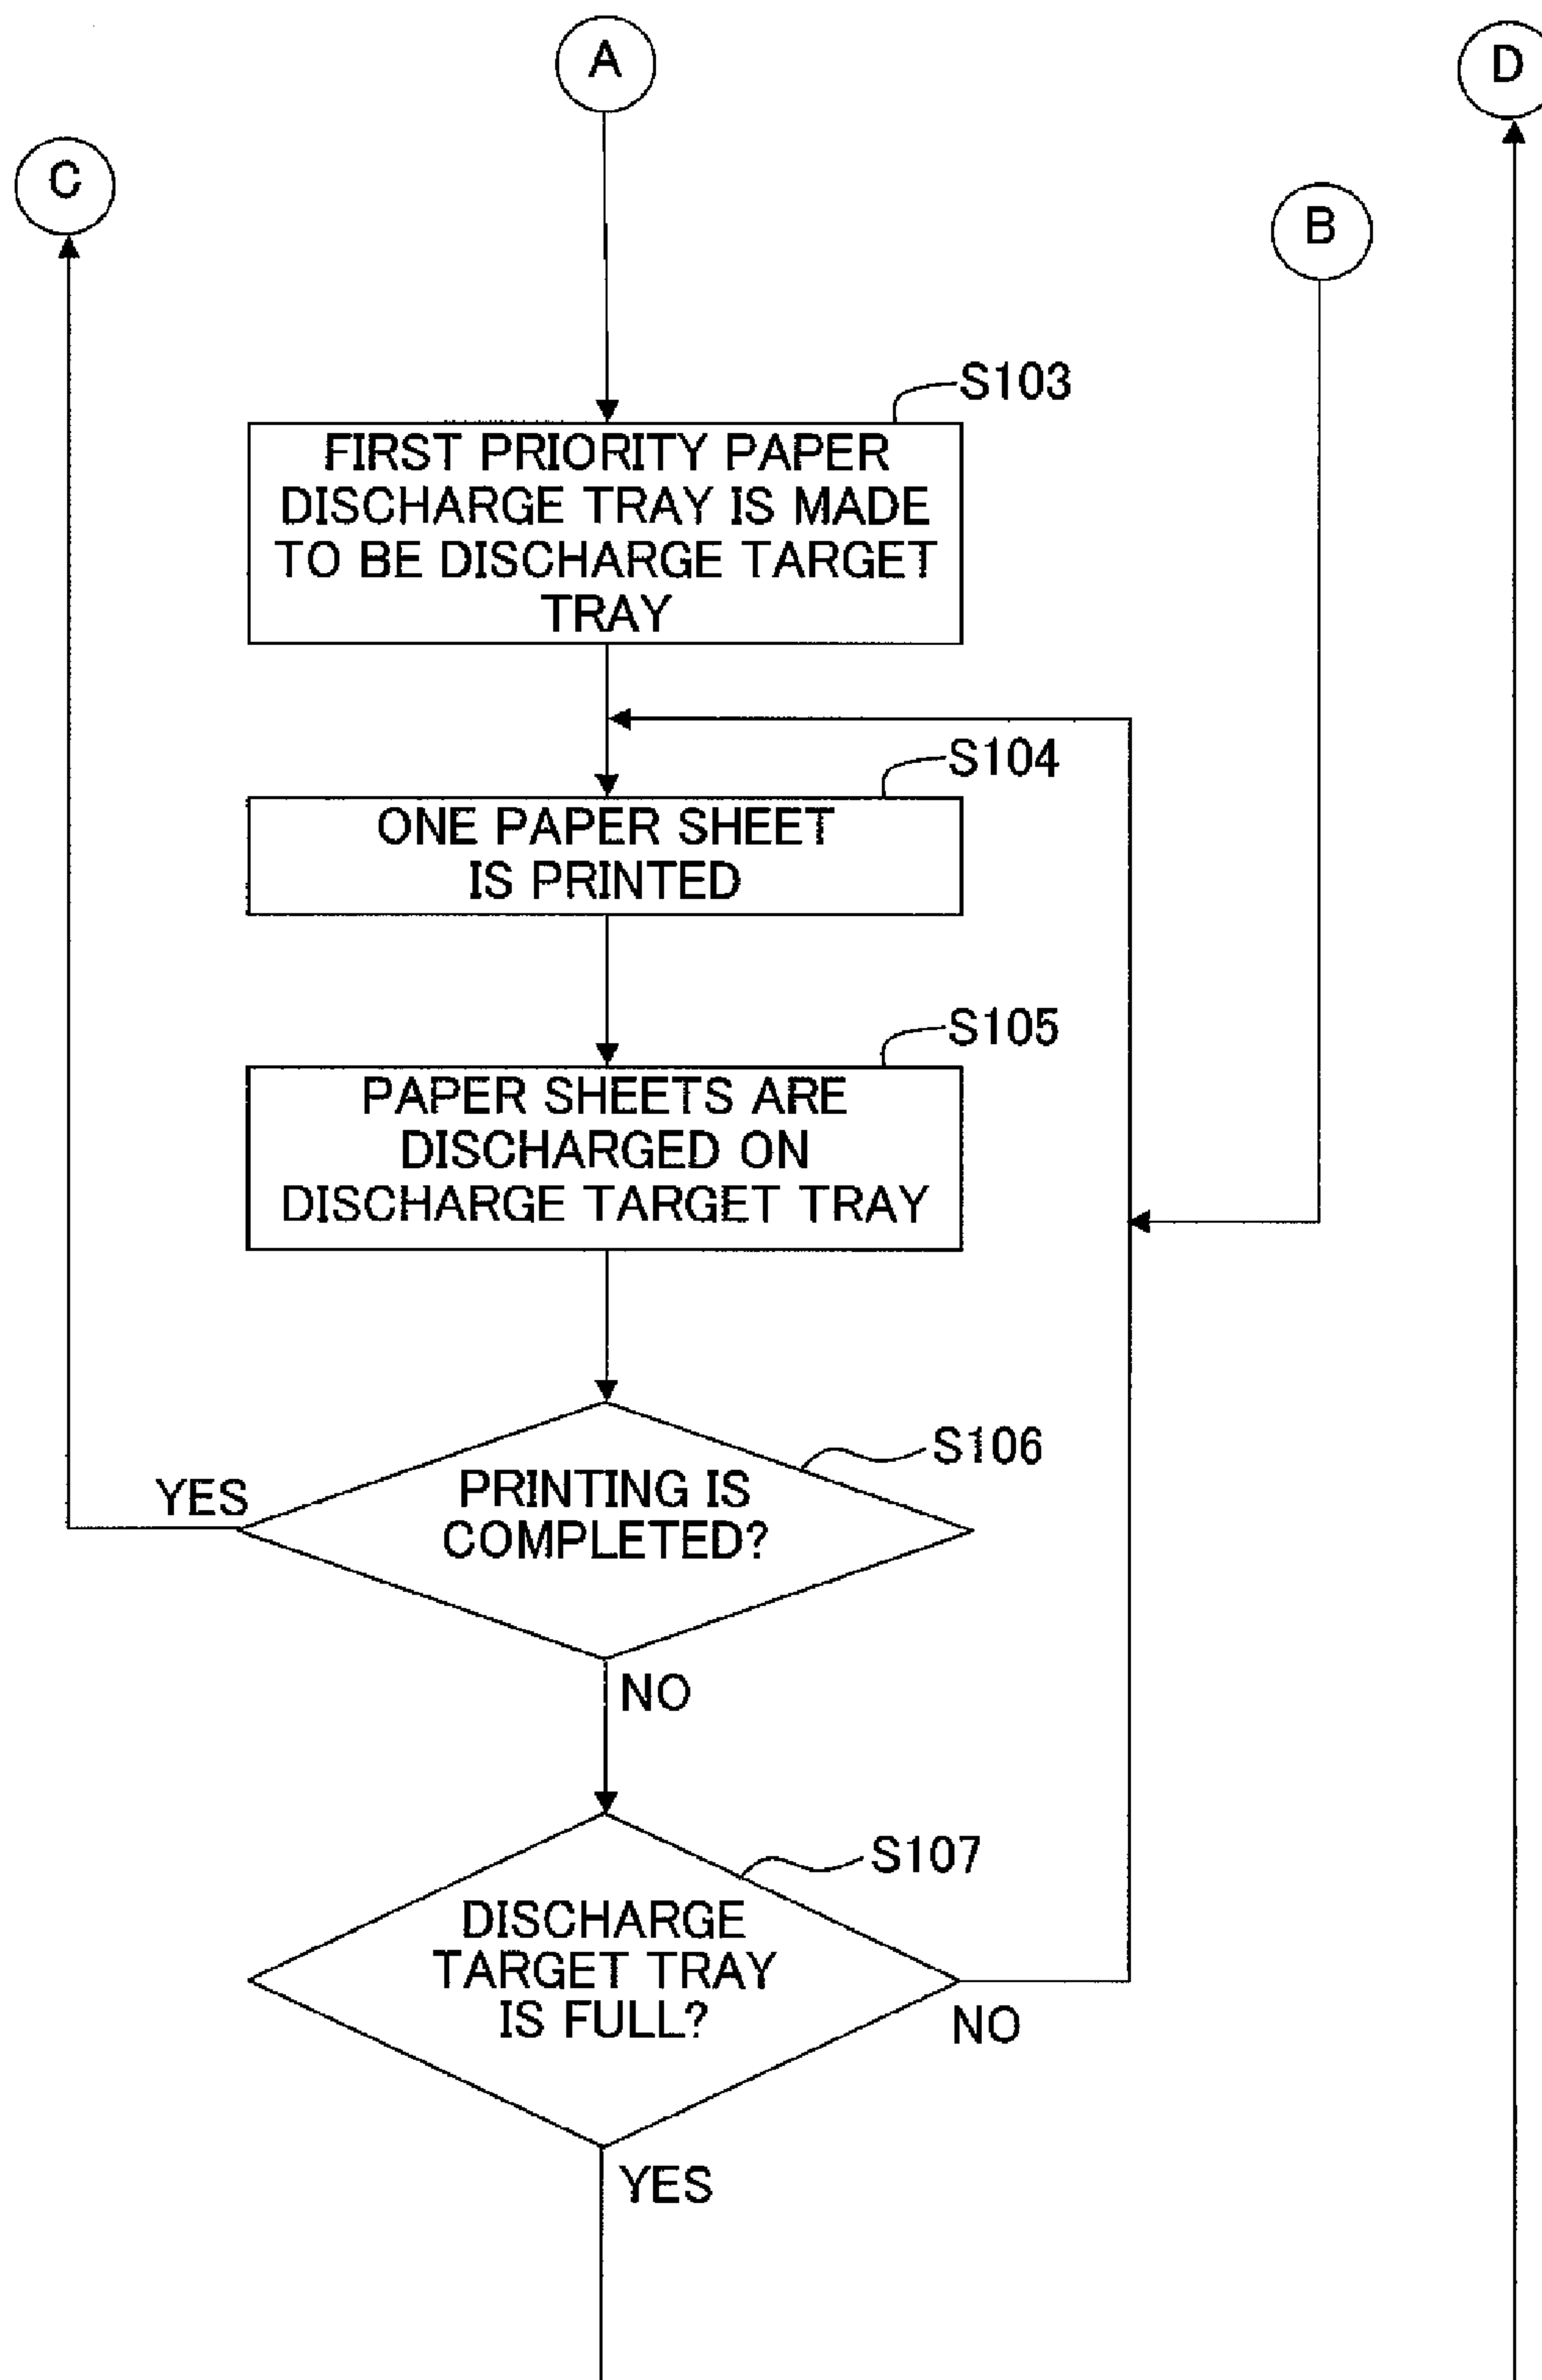 A
D
C
B
S103
FIRST PRIORITY PAPER
DISCHARGE TRAY IS MADE
TO BE DISCHARGE TARGET
TRAY
S104
ONE PAPER SHEET
IS PRINTED
S105
PAPER SHEETS ARE
DISCHARGED ON
DISCHARGE TARGET TRAY
S106
YES
PRINTING IS
COMPLETED?
NO
S107
DISCHARGE
TARGET TRAY
IS FULL?
NO
YES